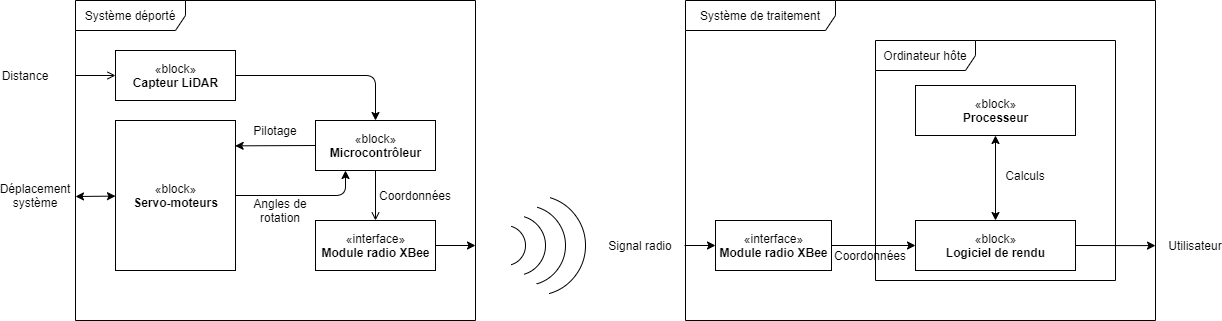 Système déporté
Distance
«block»
Capteur LiDAR
Pilotage
«block»
Microcontrôleur
Déplacement
système
«block»
Servo-moteurs
Angles de
rotation
Coordonnées
«interface»
Module radio XBee
Système de traitement
Ordinateur hôte
«block»
Processeur
Calculs
Signal radio
«interface»
Module radio XBee
Coordonnées
«block»
Logiciel de rendu
Utilisateur